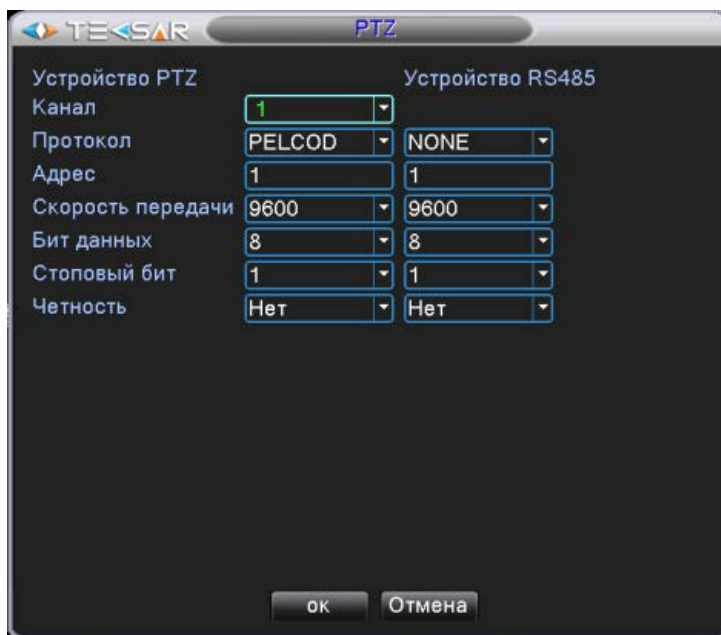 TEKSAR PTZ
Устройство PTZ Устройство RS485
Канал 1
Протокол PELCOD NONE
Адрес 1 1
Скорость передачи 9600 9600
Бит данных 8 8
Стоповый бит 1 1
Четность Нет Нет
ок Отмена